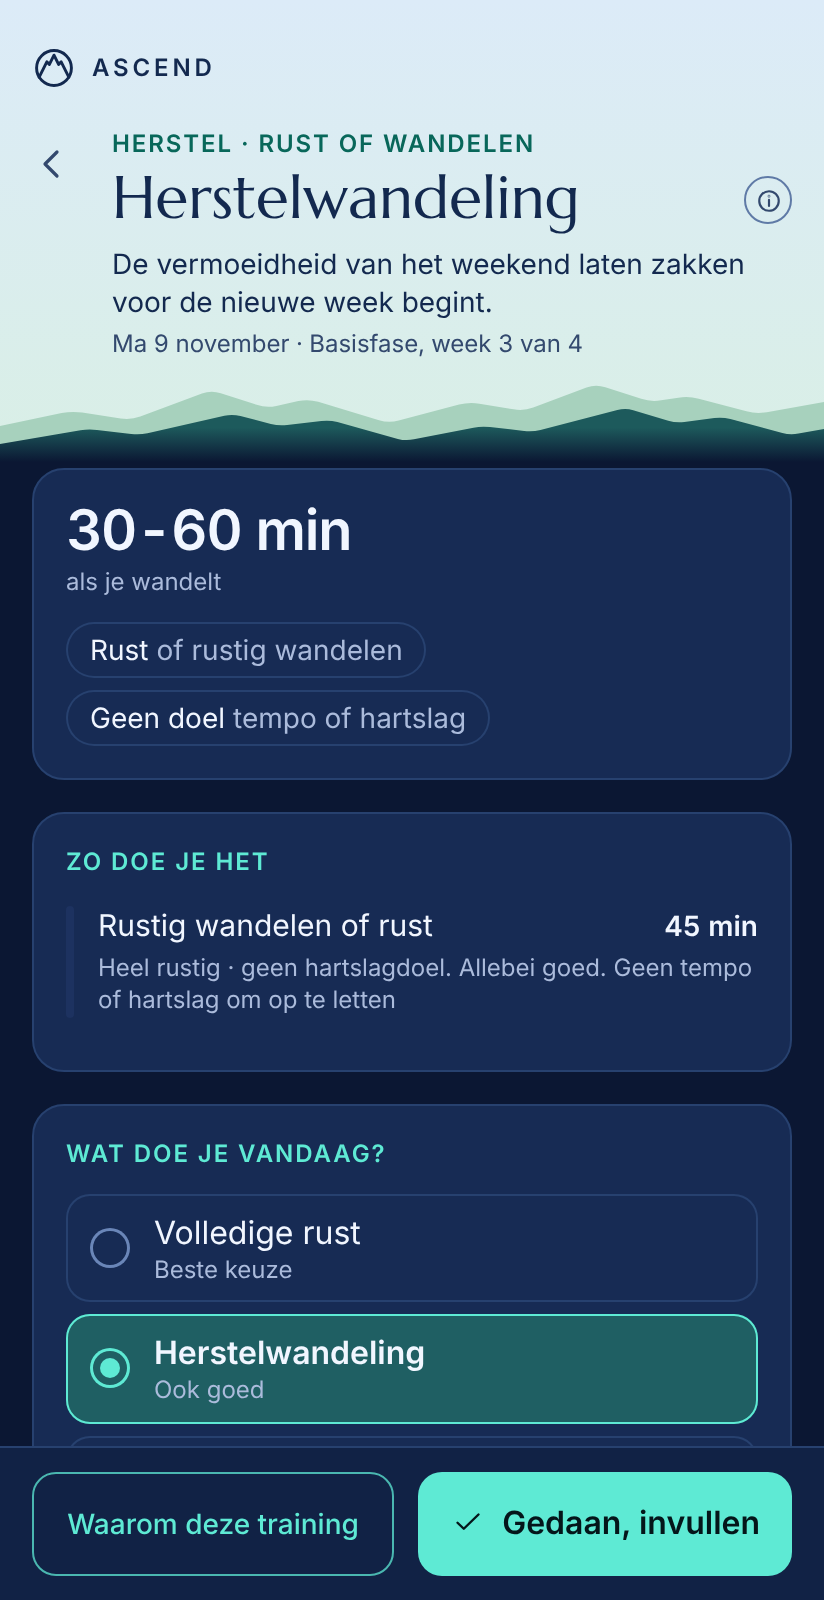 ASCEND
HERSTEL · RUST OF WANDELEN
Herstelwandeling
De vermoeidheid van het weekend laten zakken
voor de nieuwe week begint.
Ma 9 november · Basisfase, week 3 van 4
30-60 min
als je wandelt
Rust of rustig wandelen
Geen doel tempo of hartslag
ZO DOE JE HET
Rustig wandelen of rust 45 min
Heel rustig · geen hartslagdoel. Allebei goed. Geen tempo
of hartslag om op te letten
WAT DOE JE VANDAAG?
Volledige rust
Beste keuze
Herstelwandeling
Ook goed
Waarom deze training
Gedaan, invullen